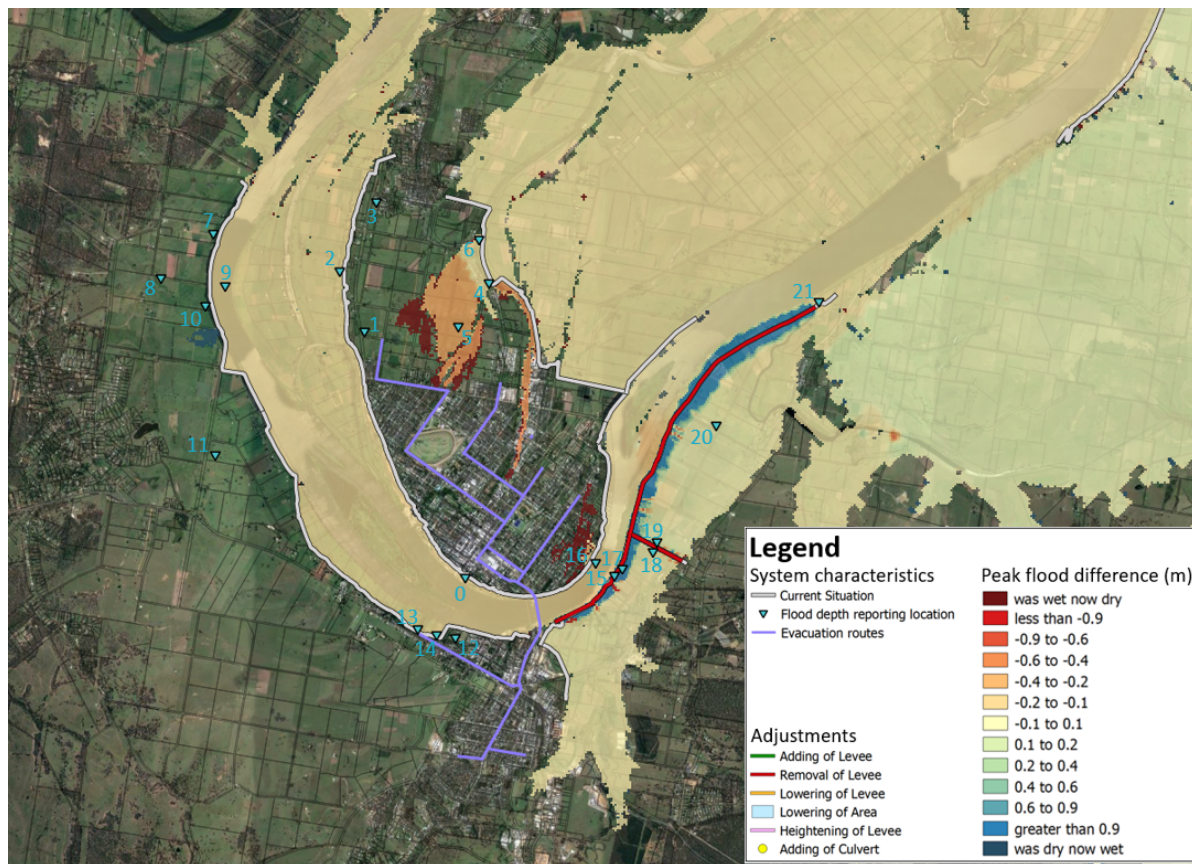 3
7
6
2
9
4
8
21
10
1
5
20
11
19
16
17
18
15
0
13
14
12
Legend
System characteristics
Current Situation
Flood depth reporting location
Evacuation routes
Adjustments
Adding of Levee
Removal of Levee
Lowering of Levee
Lowering of Area
Heightening of Levee
Adding of Culvert
Peak flood difference (m)
was wet now dry
less than -0.9
-0.9 to -0.6
-0.6 to -0.4
-0.4 to -0.2
-0.2 to -0.1
-0.1 to 0.1
0.1 to 0.2
0.2 to 0.4
0.4 to 0.6
0.6 to 0.9
greater than 0.9
was dry now wet